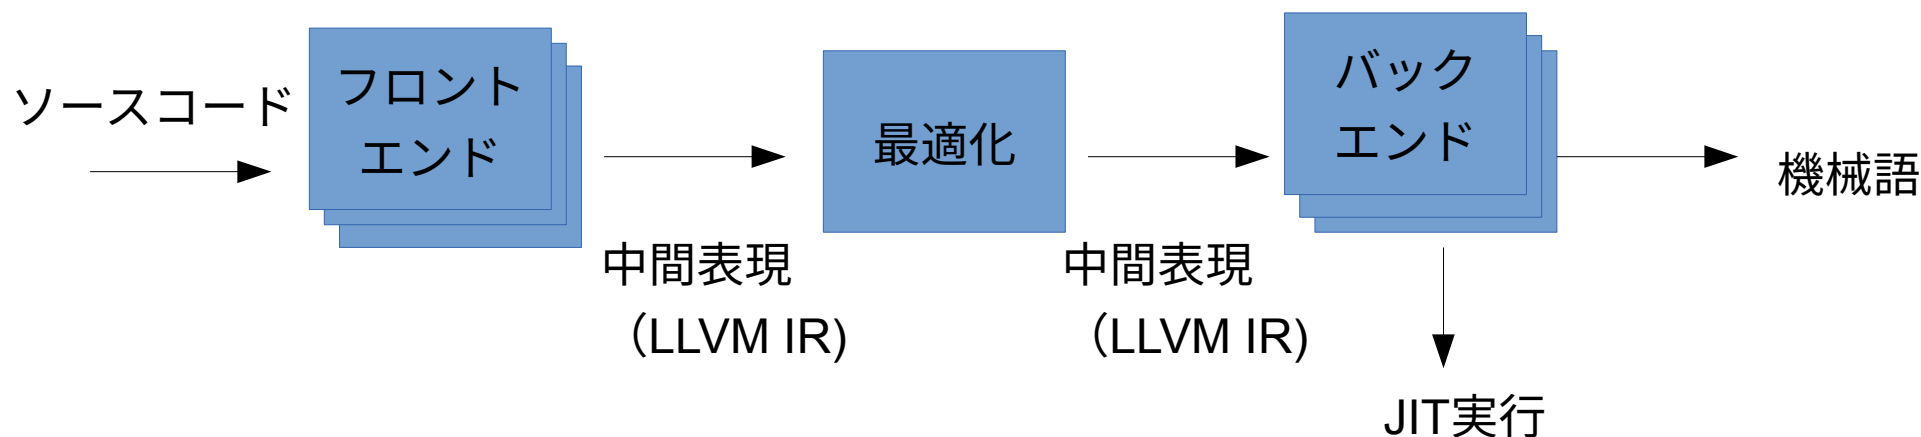 ソースコード
フロント
エンド
中間表現
（LLVM IR)
最適化
中間表現
（LLVM IR)
バック
エンド
機械語
JIT実行